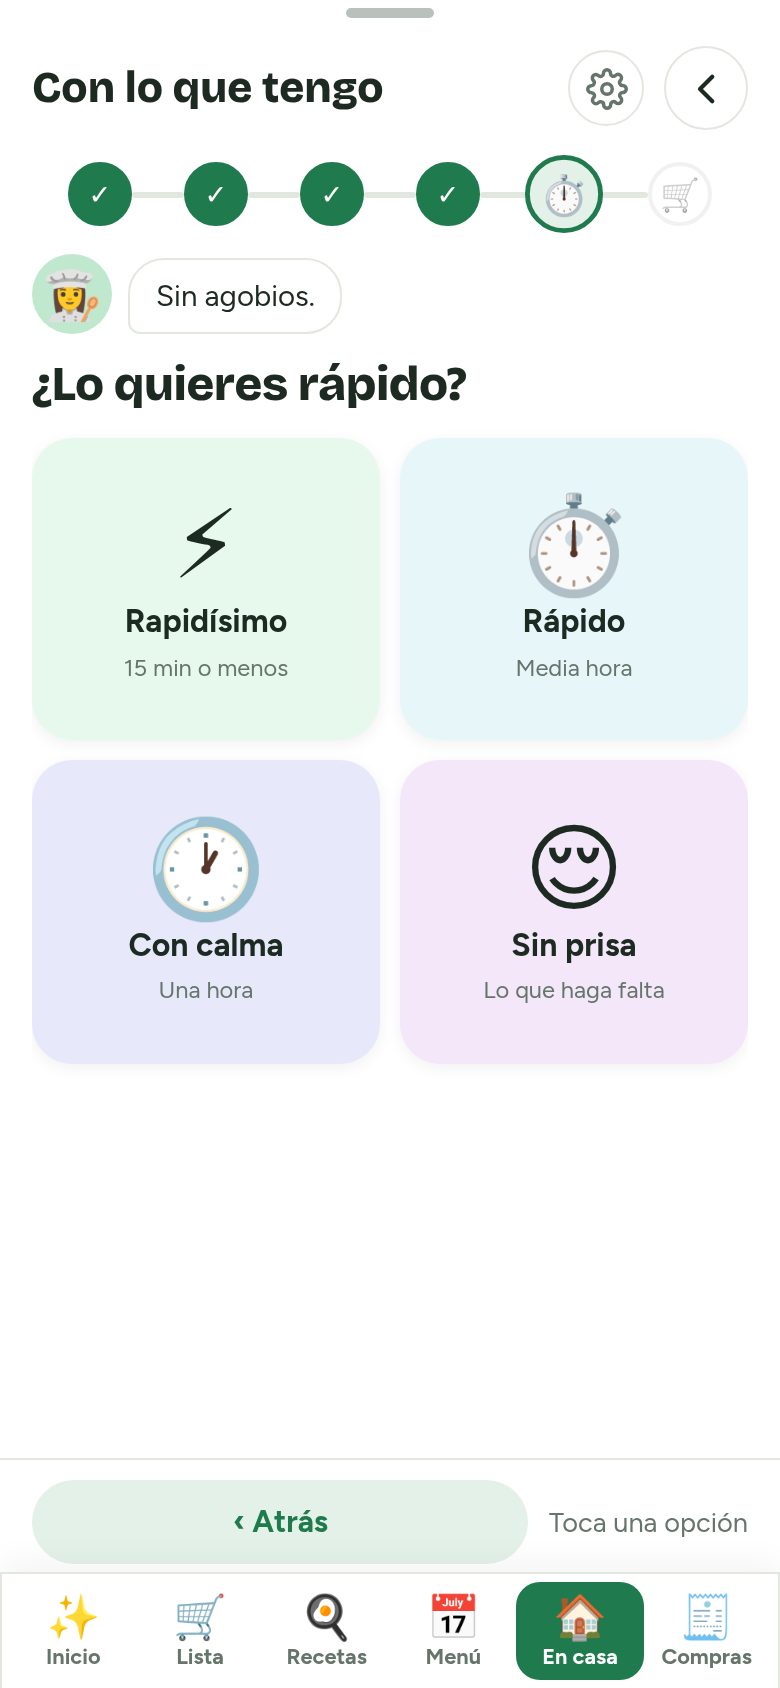 Con lo que tengo
✓ ✓ ✓ ✓
Sin agobios.
¿Lo quieres rápido?
Rapidísimo
15 min o menos
Rápido
Media hora
Con calma
Una hora
Sin prisa
Lo que haga falta
‹ Atrás
Toca una opción
July
17
Inicio
Lista
Recetas
Menú
En casa
Compras